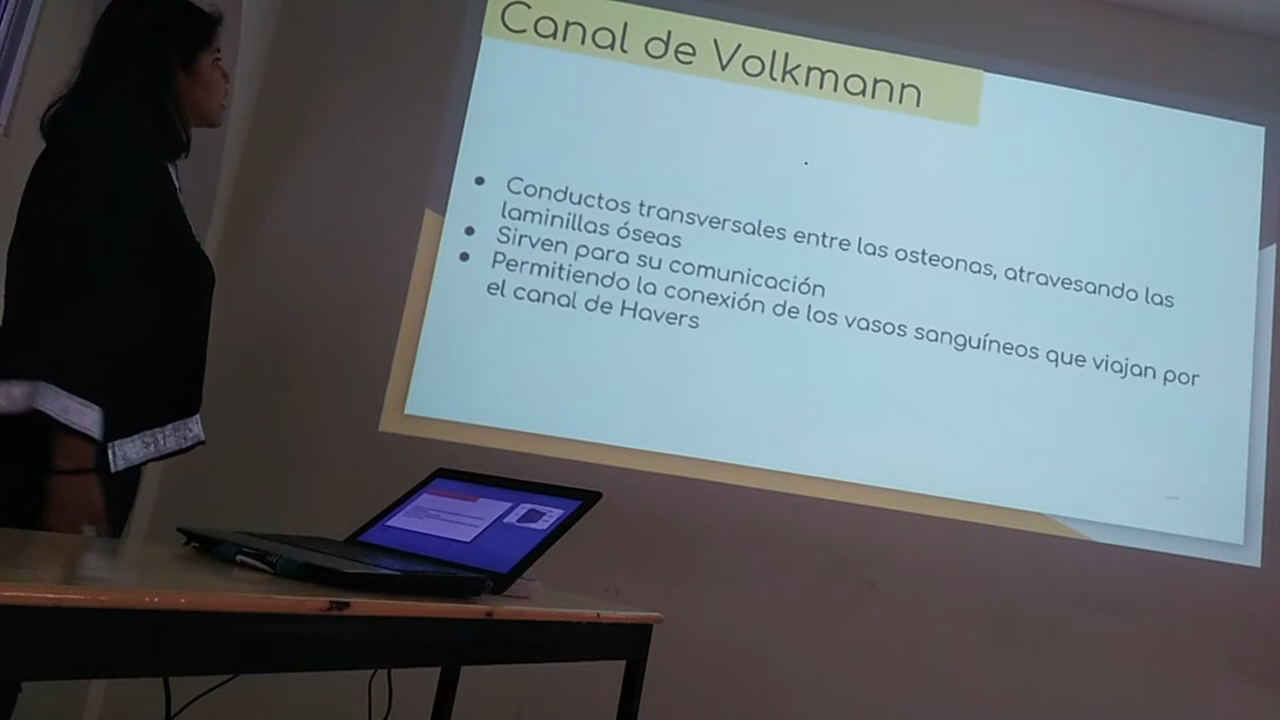 Canal de Volkmann
Conductos transversales entre las osteonas, atravesando las
laminillas óseas
Sirven para su comunicación
Permitiendo la conexión de los vasos sanguíneos que viajan por
el canal de Havers